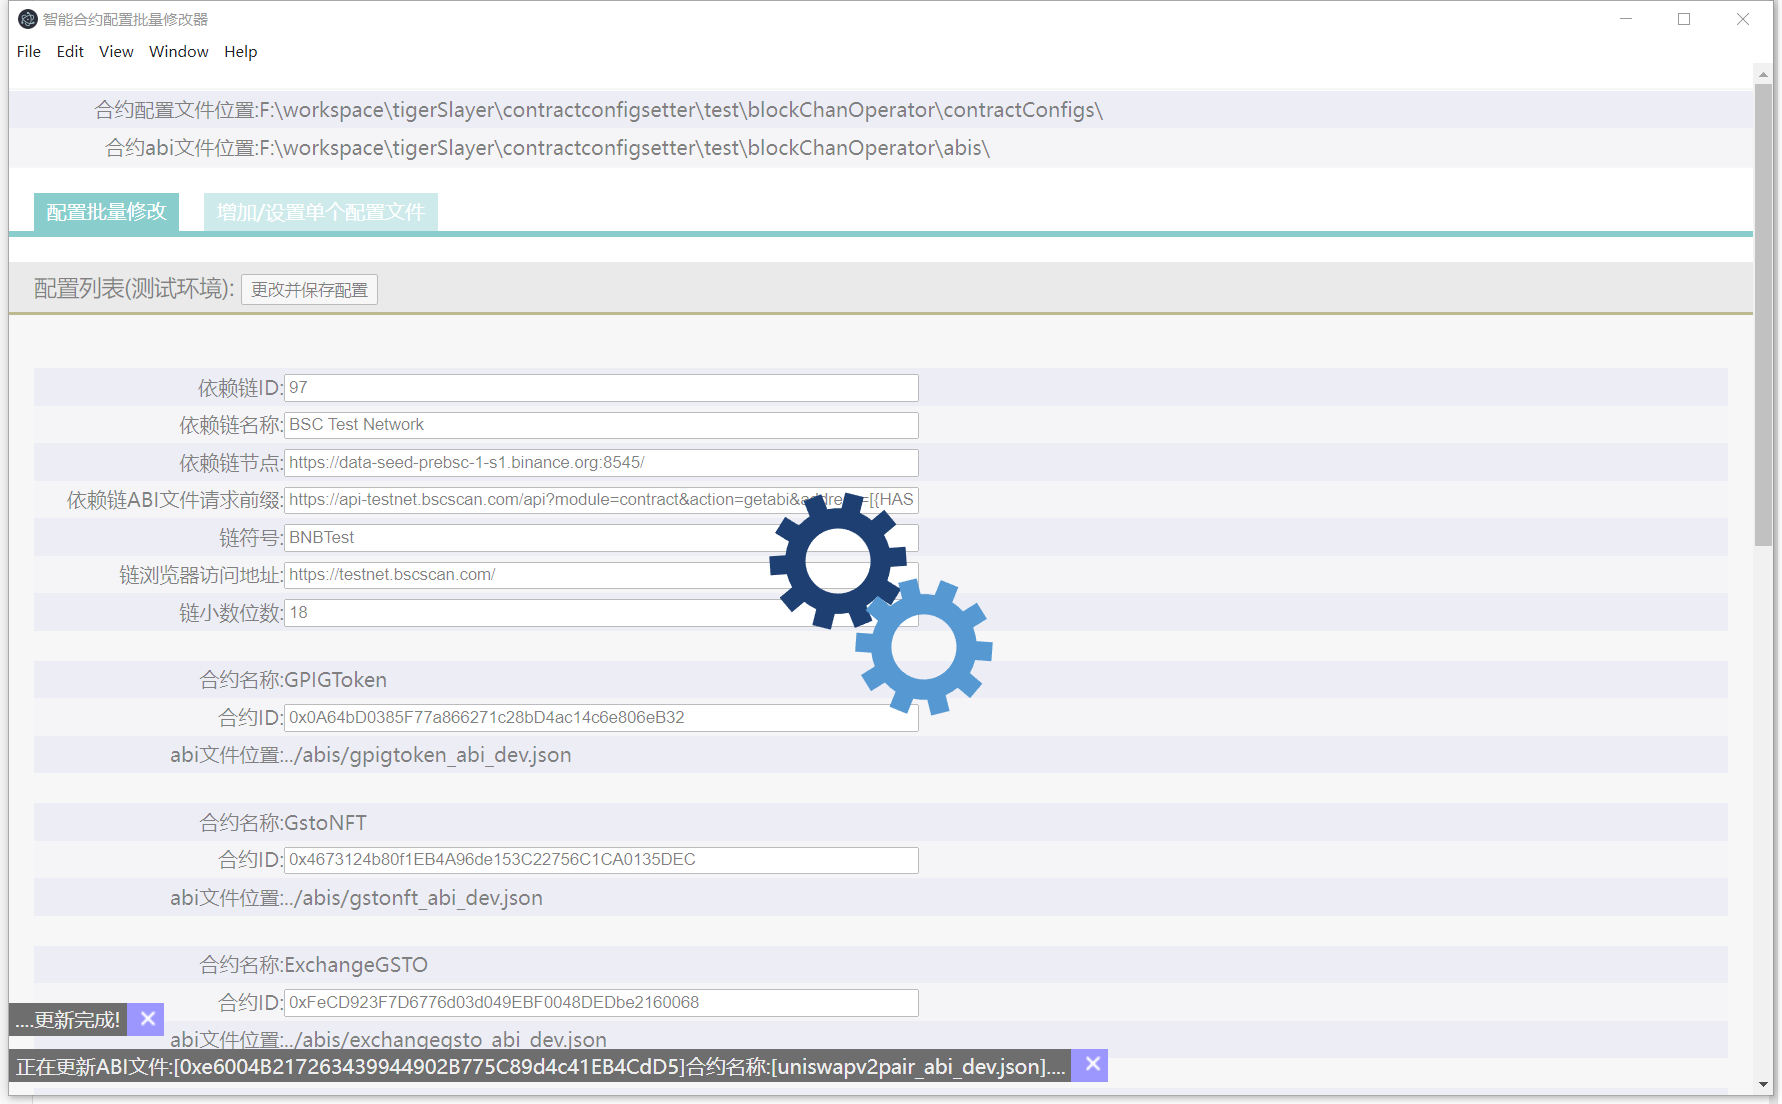 智能合约配置批量修改器
File Edit View Window Help
合约配置文件位置:F:\workspace\tigerSlayer\contractconfigsetter\test\blockChanOperator\contractConfigs\
合约abi文件位置:F:\workspace\tigerSlayer\contractconfigsetter\test\blockChanOperator\abis\
配置批量修改 增加/设置单个配置文件
配置列表(测试环境): 更改并保存配置
依赖链ID: 97
依赖链名称: BSC Test Network
依赖链节点: https://data-seed-prebsc-1-s1.binance.org:8545/
依赖链ABI文件请求前缀: https://api-testnet.bscscan.com/api?module=contract&action=getabi&address=[{HAS
链符号: BNBTest
链浏览器访问地址: https://testnet.bscscan.com/
链小数位数: 18
合约名称:GPIGToken
合约ID: 0x0A64bD0385F77a866271c28bD4ac14c6e806eB32
abi文件位置:../abis/gpigtoken_abi_dev.json
合约名称:GstoNFT
合约ID: 0x4673124b80f1EB4A96de153C22756C1CA0135DEC
abi文件位置:../abis/gstonft_abi_dev.json
合约名称:ExchangeGSTO
合约ID: 0xFeCD923F7D6776d03d049EBF0048DEDbe2160068
....更新完成!
abi文件位置:../abis/exchangegsto_abi_dev.json
正在更新ABI文件:[0xe6004B217263439944902B775C89d4c41EB4CdD5]合约名称:[uniswapv2pair_abi_dev.json]....